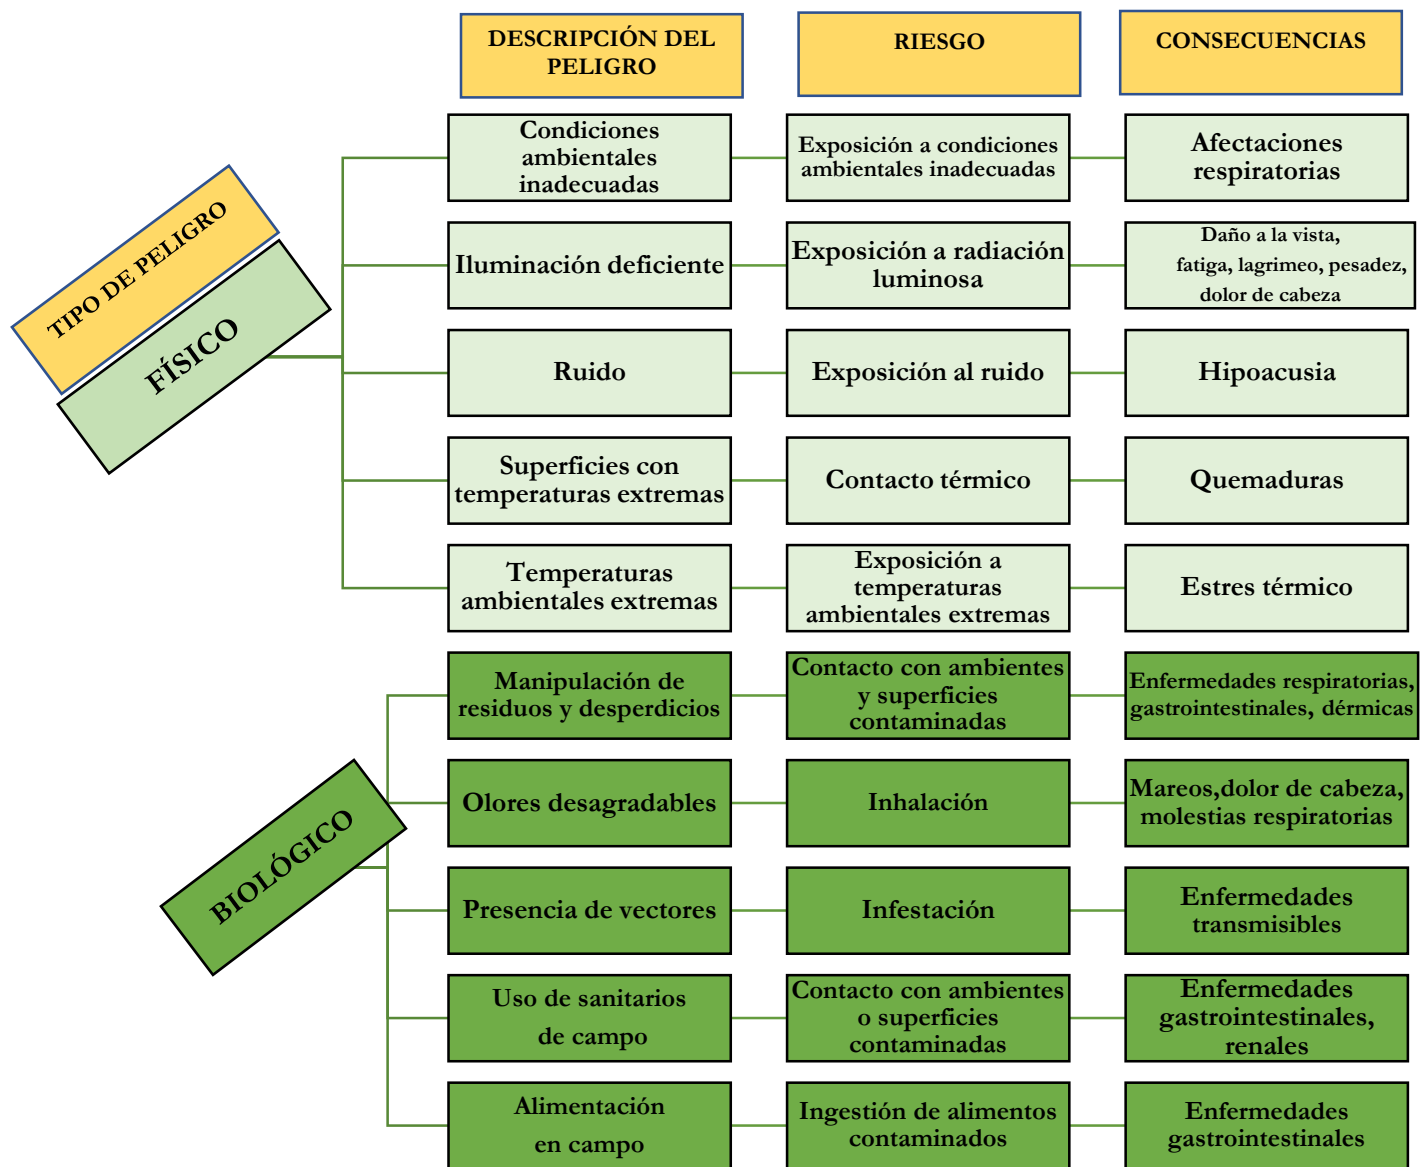 DESCRIPCIÓN DEL
PELIGRO
RIESGO
CONSECUENCIAS
TIPO DE PELIGRO
FÍSICO
Condiciones
ambientales
inadecuadas
Exposición a condiciones
ambientales inadecuadas
Afectaciones
respiratorias
Iluminación deficiente
Exposición a radiación
luminosa
Daño a la vista,
fatiga, lagrimeo, pesadez,
dolor de cabeza
Ruido
Exposición al ruido
Hipoacusia
Superficies con
temperaturas extremas
Contacto térmico
Quemaduras
Temperaturas
ambientales extremas
Exposición a
temperaturas
ambientales extremas
Estres térmico
BIOLÓGICO
Manipulación de
residuos y desperdicios
Contacto con ambientes
y superficies
contaminadas
Enfermedades respiratorias,
gastrointestinales, dérmicas
Olores desagradables
Inhalación
Mareos,dolor de cabeza,
molestias respiratorias
Presencia de vectores
Infestación
Enfermedades
transmisibles
Uso de sanitarios
de campo
Contacto con ambientes
o superficies
contaminadas
Enfermedades
gastrointestinales,
renales
Alimentación
en campo
Ingestión de alimentos
contaminados
Enfermedades
gastrointestinales